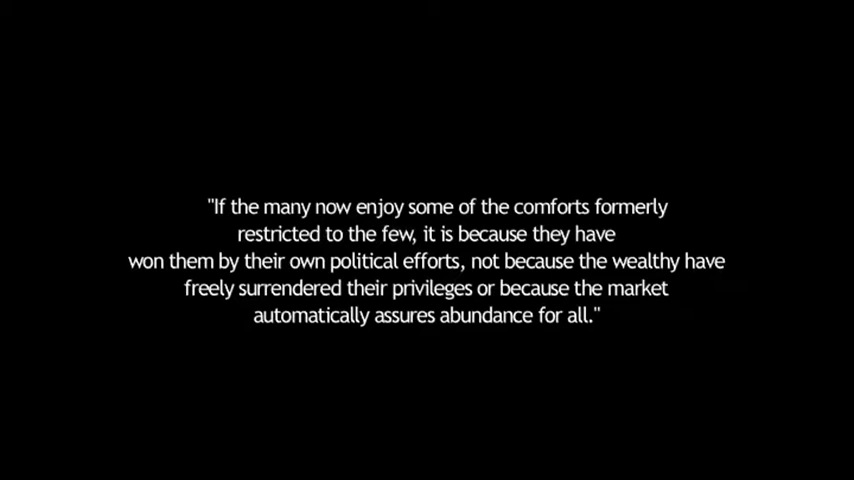 "If the many now enjoy some of the comforts formerly
restricted to the few, it is because they have
won them by their own political efforts, not because the wealthy have
freely surrendered their privileges or because the market
automatically assures abundance for all."